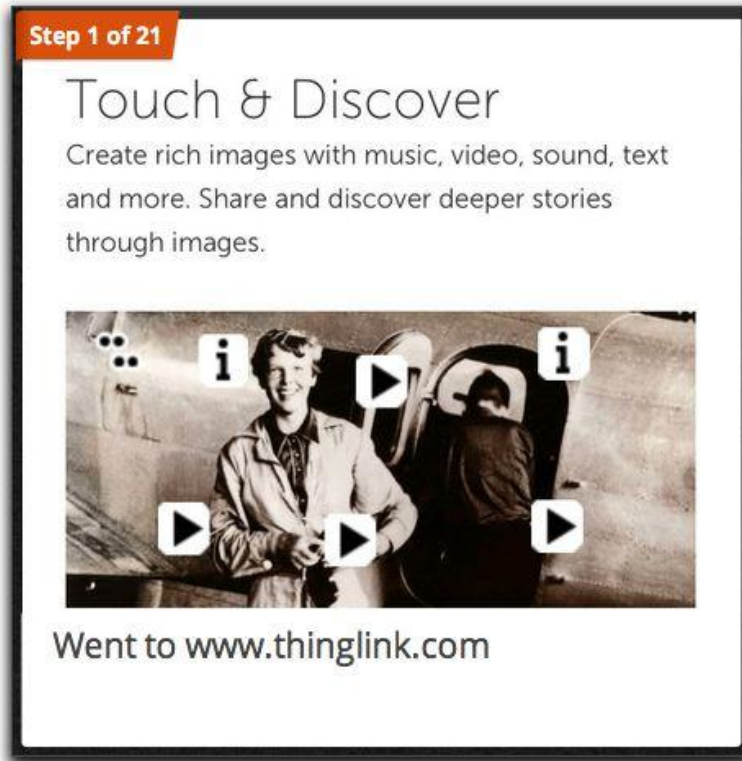 Step 1 of 21
Touch & Discover
Create rich images with music, video, sound, text
and more. Share and discover deeper stories
through images.
i
i
Went to www.thinglink.com